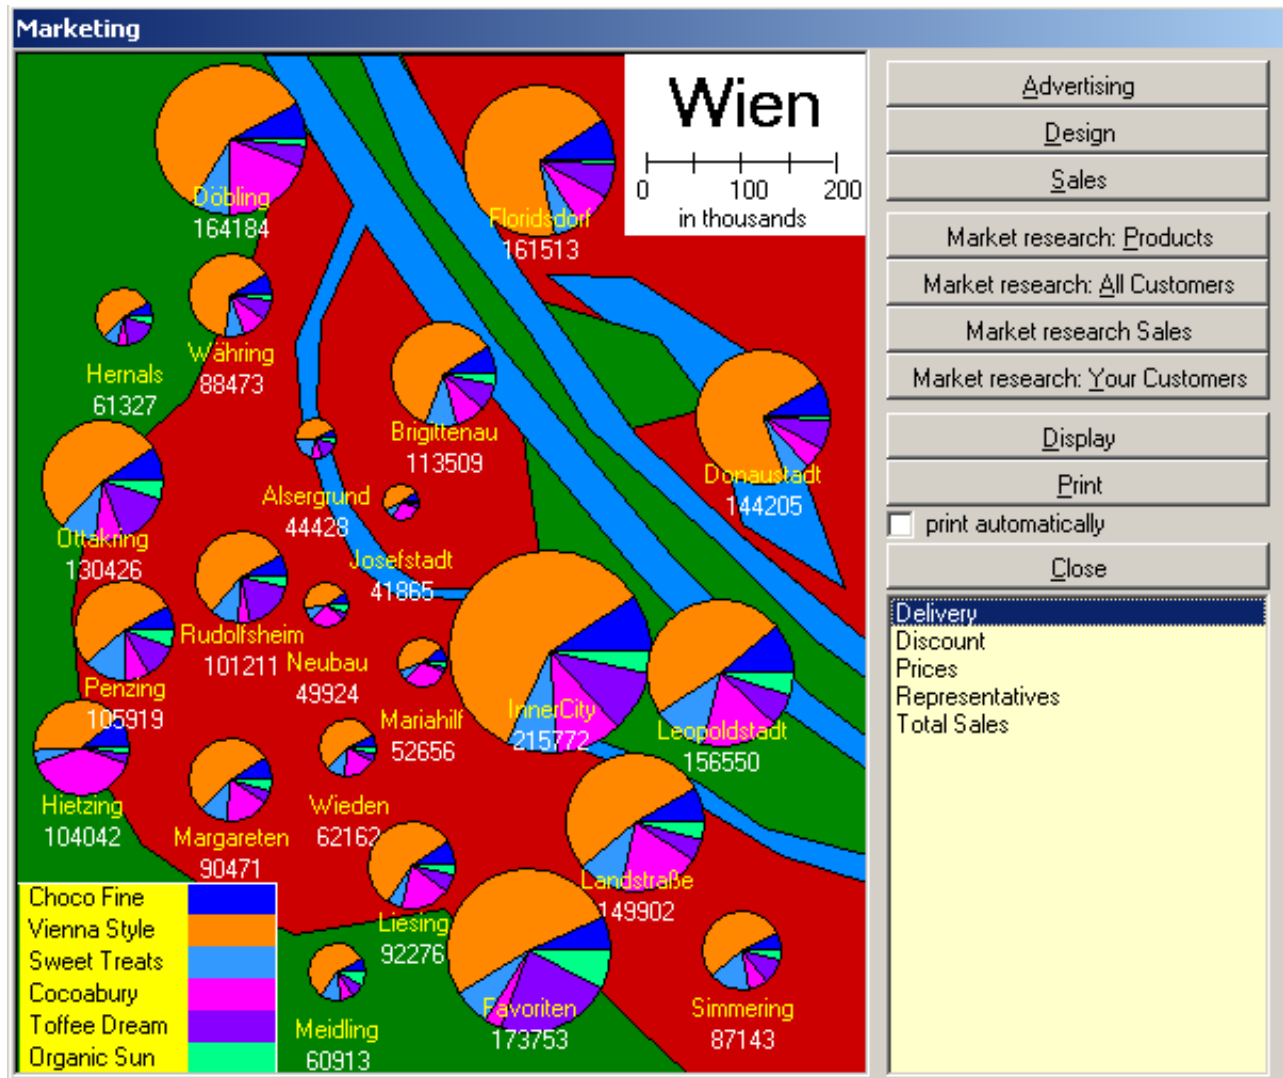 Marketing
Wien
0 100 200
in thousands
Döbling
164184
Floridsdorf
161513
Währing
88473
Hernals
61327
Brigittenau
113509
Donaustadt
144205
Alsergrund
44428
Ottakring
130426
Josefstadt
41865
Rudolfsheim
101211
Neubau
49924
Penzing
105919
Mariahilf
52656
InnerCity
215772
Leopoldstadt
156550
Hietzing
104042
Wieden
62162
Margareten
90471
Landstraße
149902
Liesing
92276
Favoriten
173753
Simmering
87143
Meidling
60913
Choco Fine
Vienna Style
Sweet Treats
Cocoabury
Toffee Dream
Organic Sun
Advertising
Design
Sales
Market research: Products
Market research: All Customers
Market research Sales
Market research: Your Customers
Display
Print
print automatically
Close
Delivery
Discount
Prices
Representatives
Total Sales